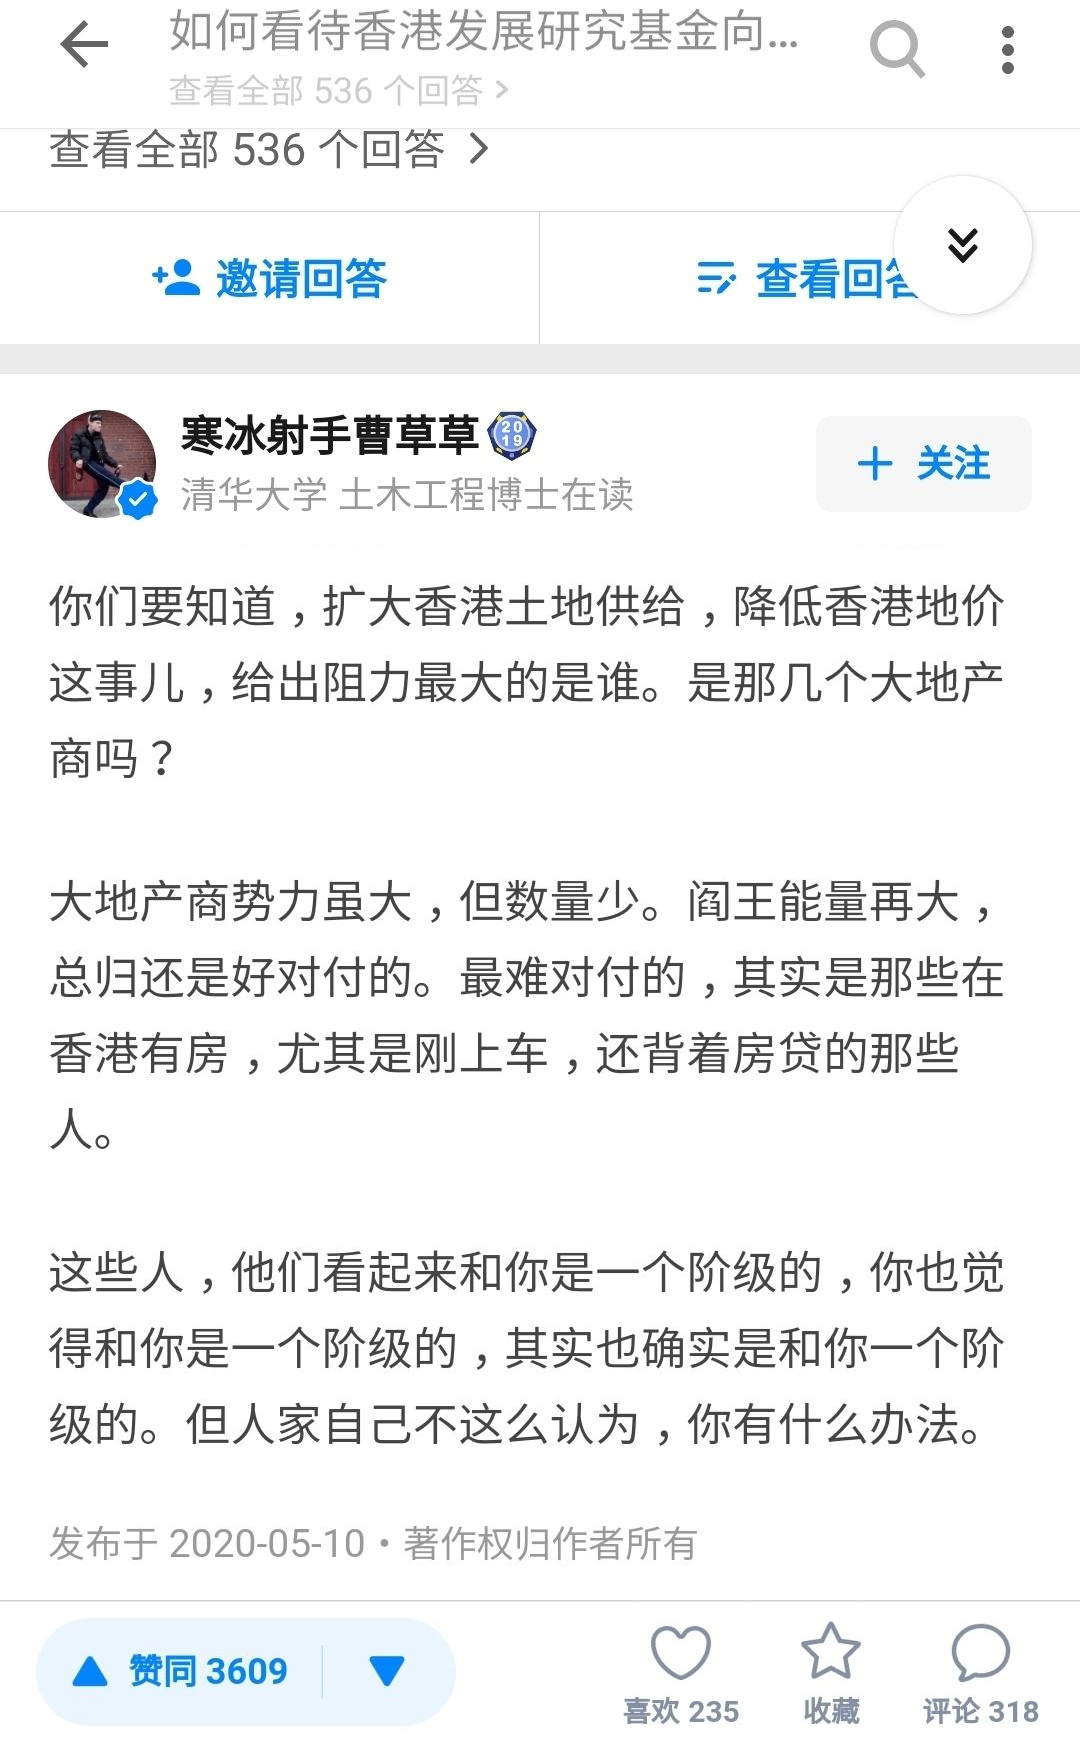 如何看待香港发展研究基金向...
查看全部 536 个回答 >
查看全部 536 个回答 >
邀请回答
查看回答
寒冰射手曹草草
20
19
清华大学 土木工程博士在读
+ 关注
你们要知道，扩大香港土地供给，降低香港地价
这事儿，给出阻力最大的是谁。是那几个大地产
商吗？
大地产商势力虽大，但数量少。阎王能量再大，
总归还是好对付的。最难对付的，其实是那些在
香港有房，尤其是刚上车，还背着房贷的那些
人。
这些人，他们看起来和你是一个阶级的，你也觉
得和你是一个阶级的，其实也确实是和你一个阶
级的。但人家自己不这么认为，你有什么办法。
发布于 2020-05-10 · 著作权归作者所有
赞同 3609
喜欢 235
收藏
评论 318